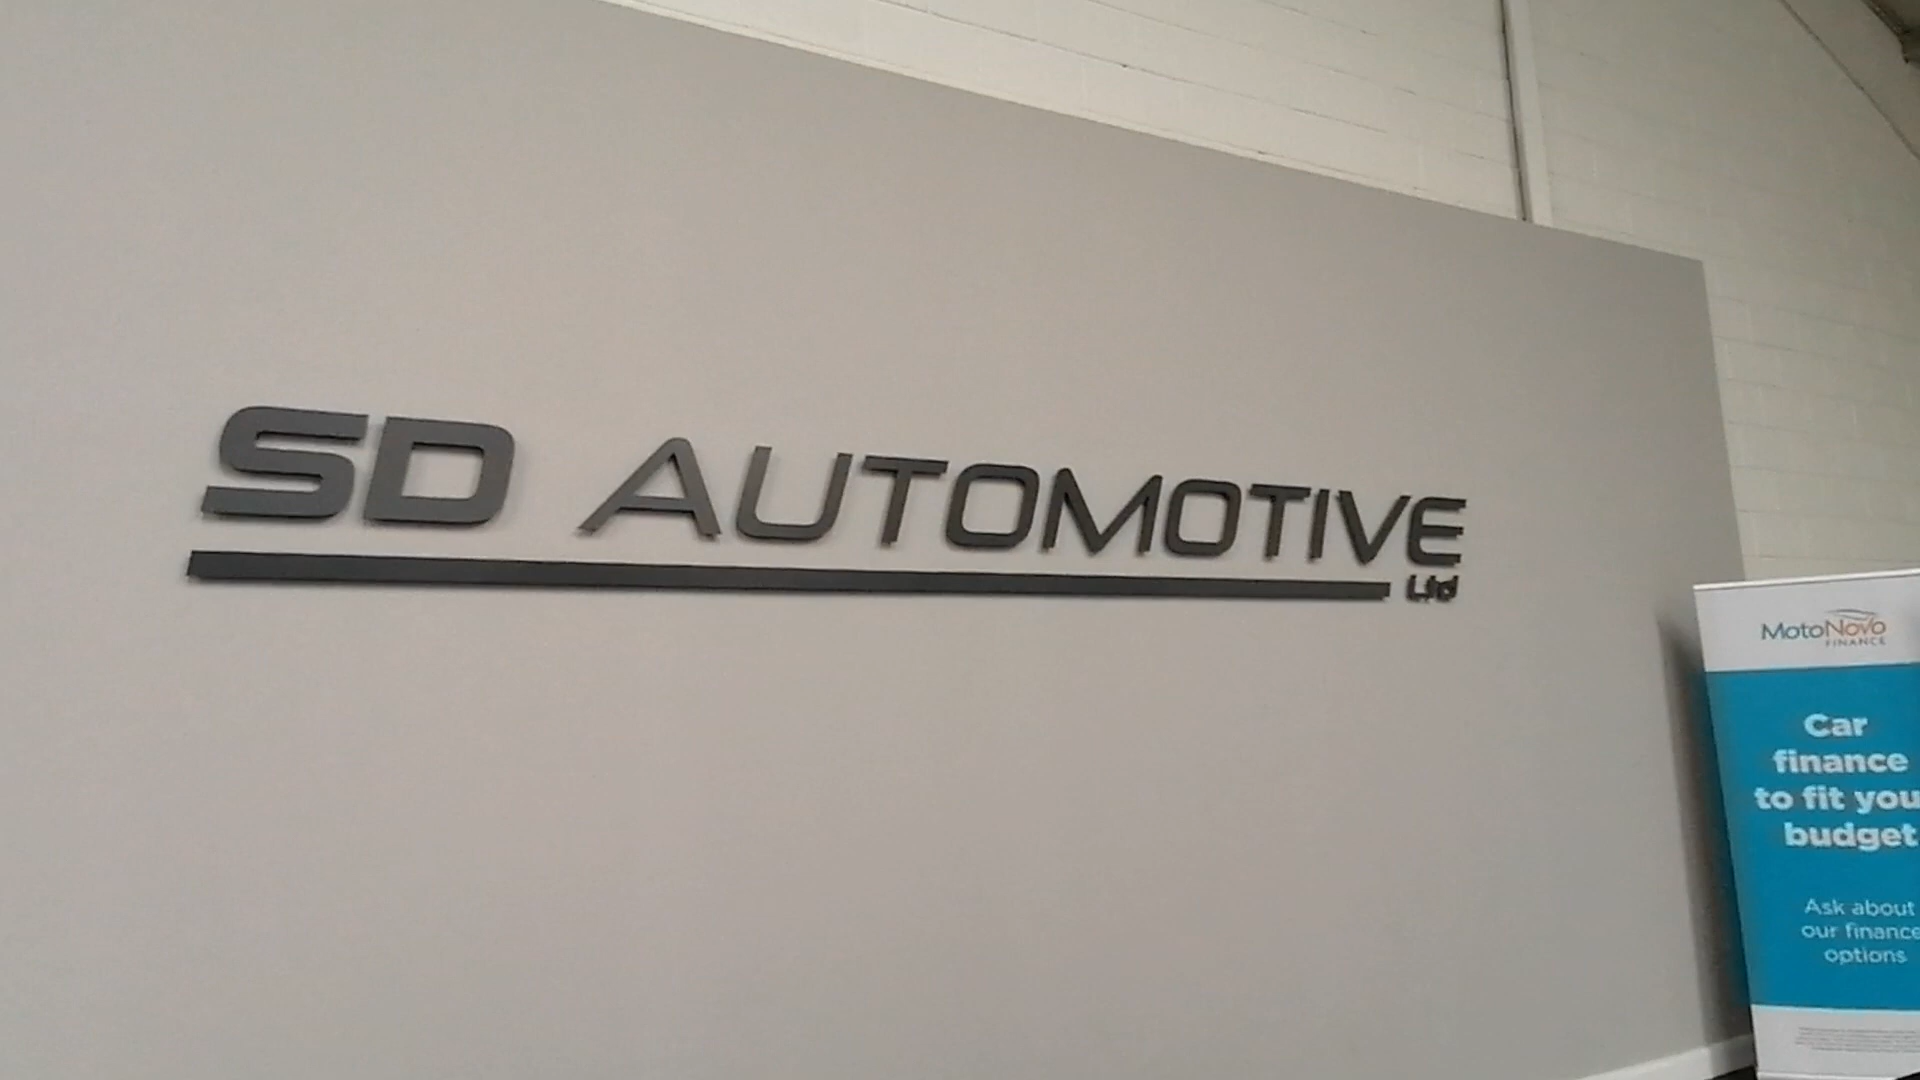 SD AUTOMOTIVE
Ltd
MotoNovo
FINANCE
Car
finance
to fit you
budget
Ask about
our finance
options